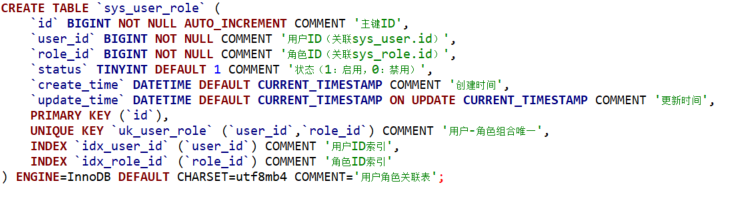 CREATE TABLE `sys_user_role` (
`id` BIGINT NOT NULL AUTO_INCREMENT COMMENT '主键ID',
`user_id` BIGINT NOT NULL COMMENT '用户ID（关联sys_user.id）',
`role_id` BIGINT NOT NULL COMMENT '角色ID（关联sys_role.id）',
`status` TINYINT DEFAULT 1 COMMENT '状态（1：启用，0：禁用）',
`create_time` DATETIME DEFAULT CURRENT_TIMESTAMP COMMENT '创建时间',
`update_time` DATETIME DEFAULT CURRENT_TIMESTAMP ON UPDATE CURRENT_TIMESTAMP COMMENT '更新时间',
PRIMARY KEY (`id`),
UNIQUE KEY `uk_user_role` (`user_id`,`role_id`) COMMENT '用户-角色组合唯一',
INDEX `idx_user_id` (`user_id`) COMMENT '用户ID索引',
INDEX `idx_role_id` (`role_id`) COMMENT '角色ID索引'
) ENGINE=InnoDB DEFAULT CHARSET=utf8mb4 COMMENT='用户角色关联表';